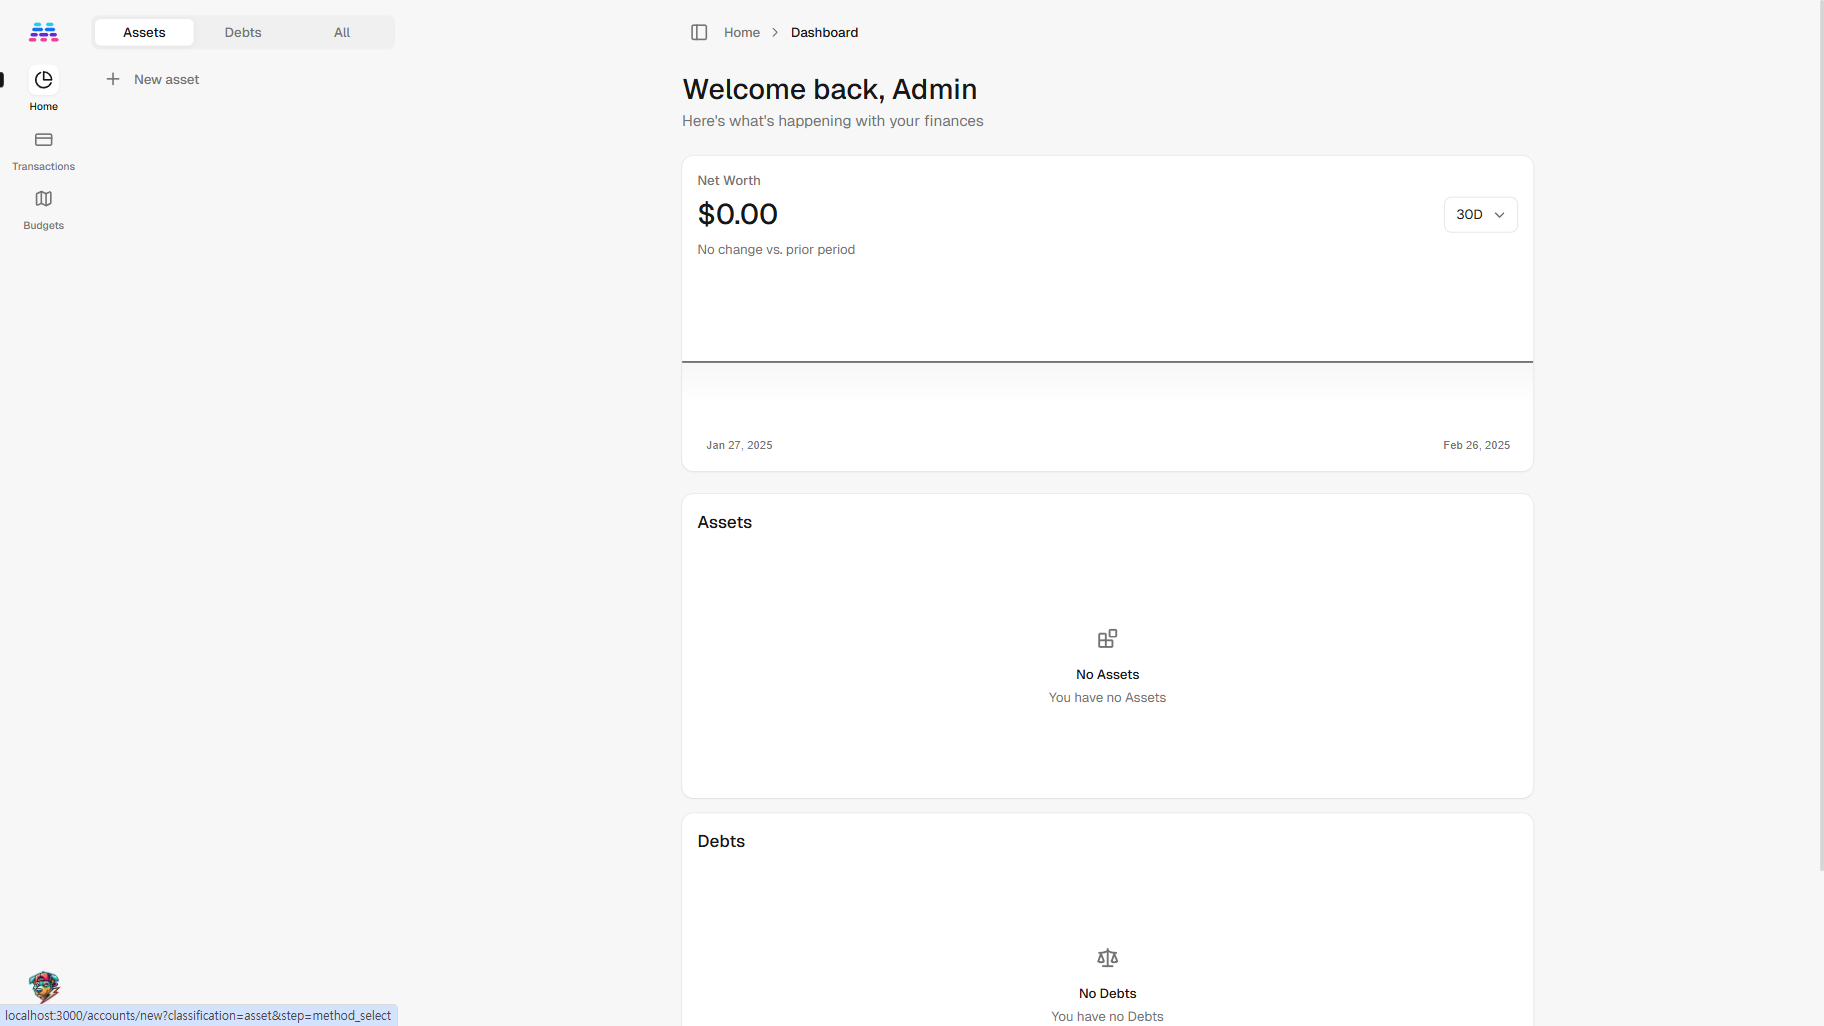 Assets
Debts
All
Home > Dashboard
Home
New asset
Transactions
Budgets
Welcome back, Admin
Here's what's happening with your finances
Net Worth
$0.00
30D
No change vs. prior period
Jan 27, 2025
Feb 26, 2025
Assets
No Assets
You have no Assets
Debts
No Debts
You have no Debts
localhost:3000/accounts/new?classification=asset&step=method_select